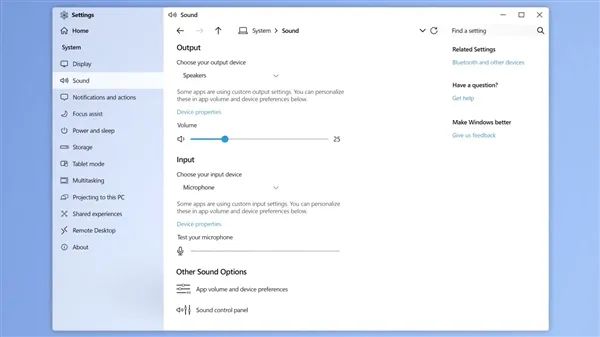 Settings
Home
System
Display
Sound
Notifications and actions
Focus assist
Power and sleep
Storage
Tablet mode
Multitasking
Projecting to this PC
Shared experiences
Remote Desktop
About
Sound
System > Sound
Output
Choose your output device
Speakers
Some apps are using custom output settings. You can personalize
these in app volume and device preferences below.
Device properties
Volume
25
Input
Choose your input device
Microphone
Some apps are using custom input settings. You can personalize
these in app volume and device preferences below.
Device properties
Test your microphone
Other Sound Options
App volume and device preferences
Sound control panel
Find a setting
Related Settings
Bluetooth and other devices
Have a question?
Get help
Make Windows better
Give us feedback